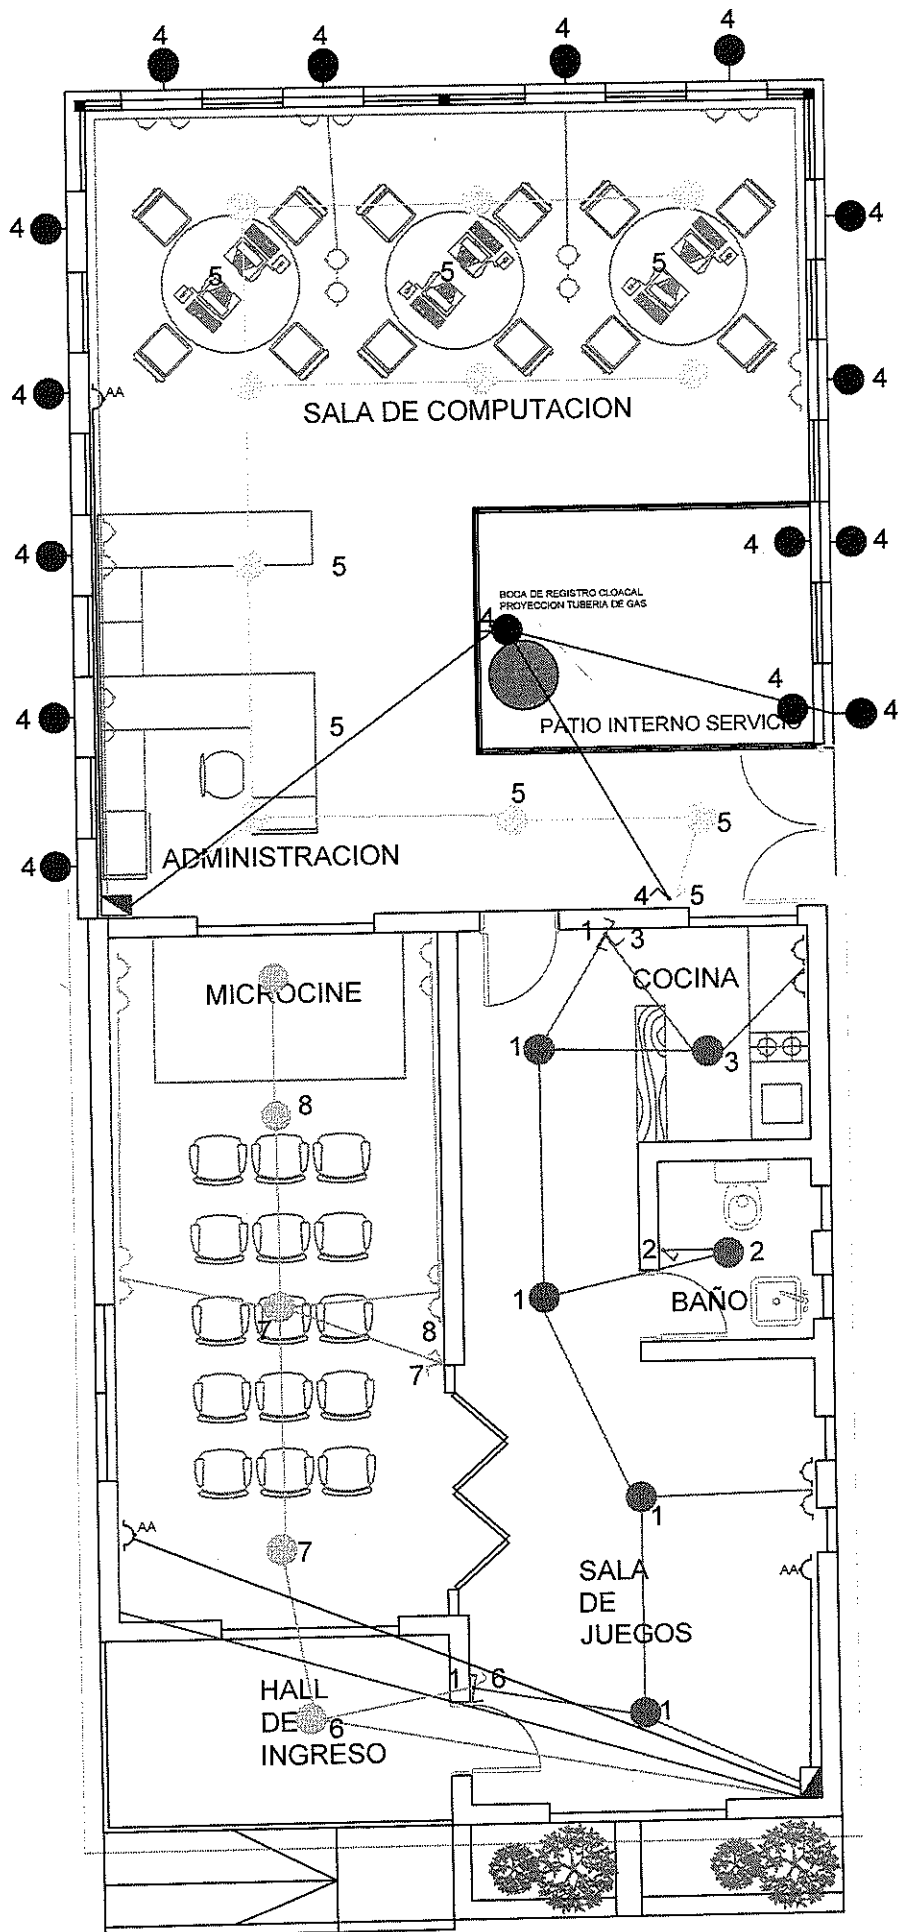 4 4 4 4
4 4
5 5 5
4 AA 4
SALA DE COMPUTACION
4 5 4 4
BOCA DE REGISTRO CLOACAL
PROYECCION TUBERIA DE GAS
4
4
4 5 4
PATIO INTERNO SERVICIO
5 5
4 ADMINISTRACION
4 5
1 3
MICROCINE COCINA
1 3
8
2 2
1 BAÑO
7 8
7
1
AA 7
SALA AA
DE
JUEGOS
1 6
HALL
DE 6 1
INGRESO